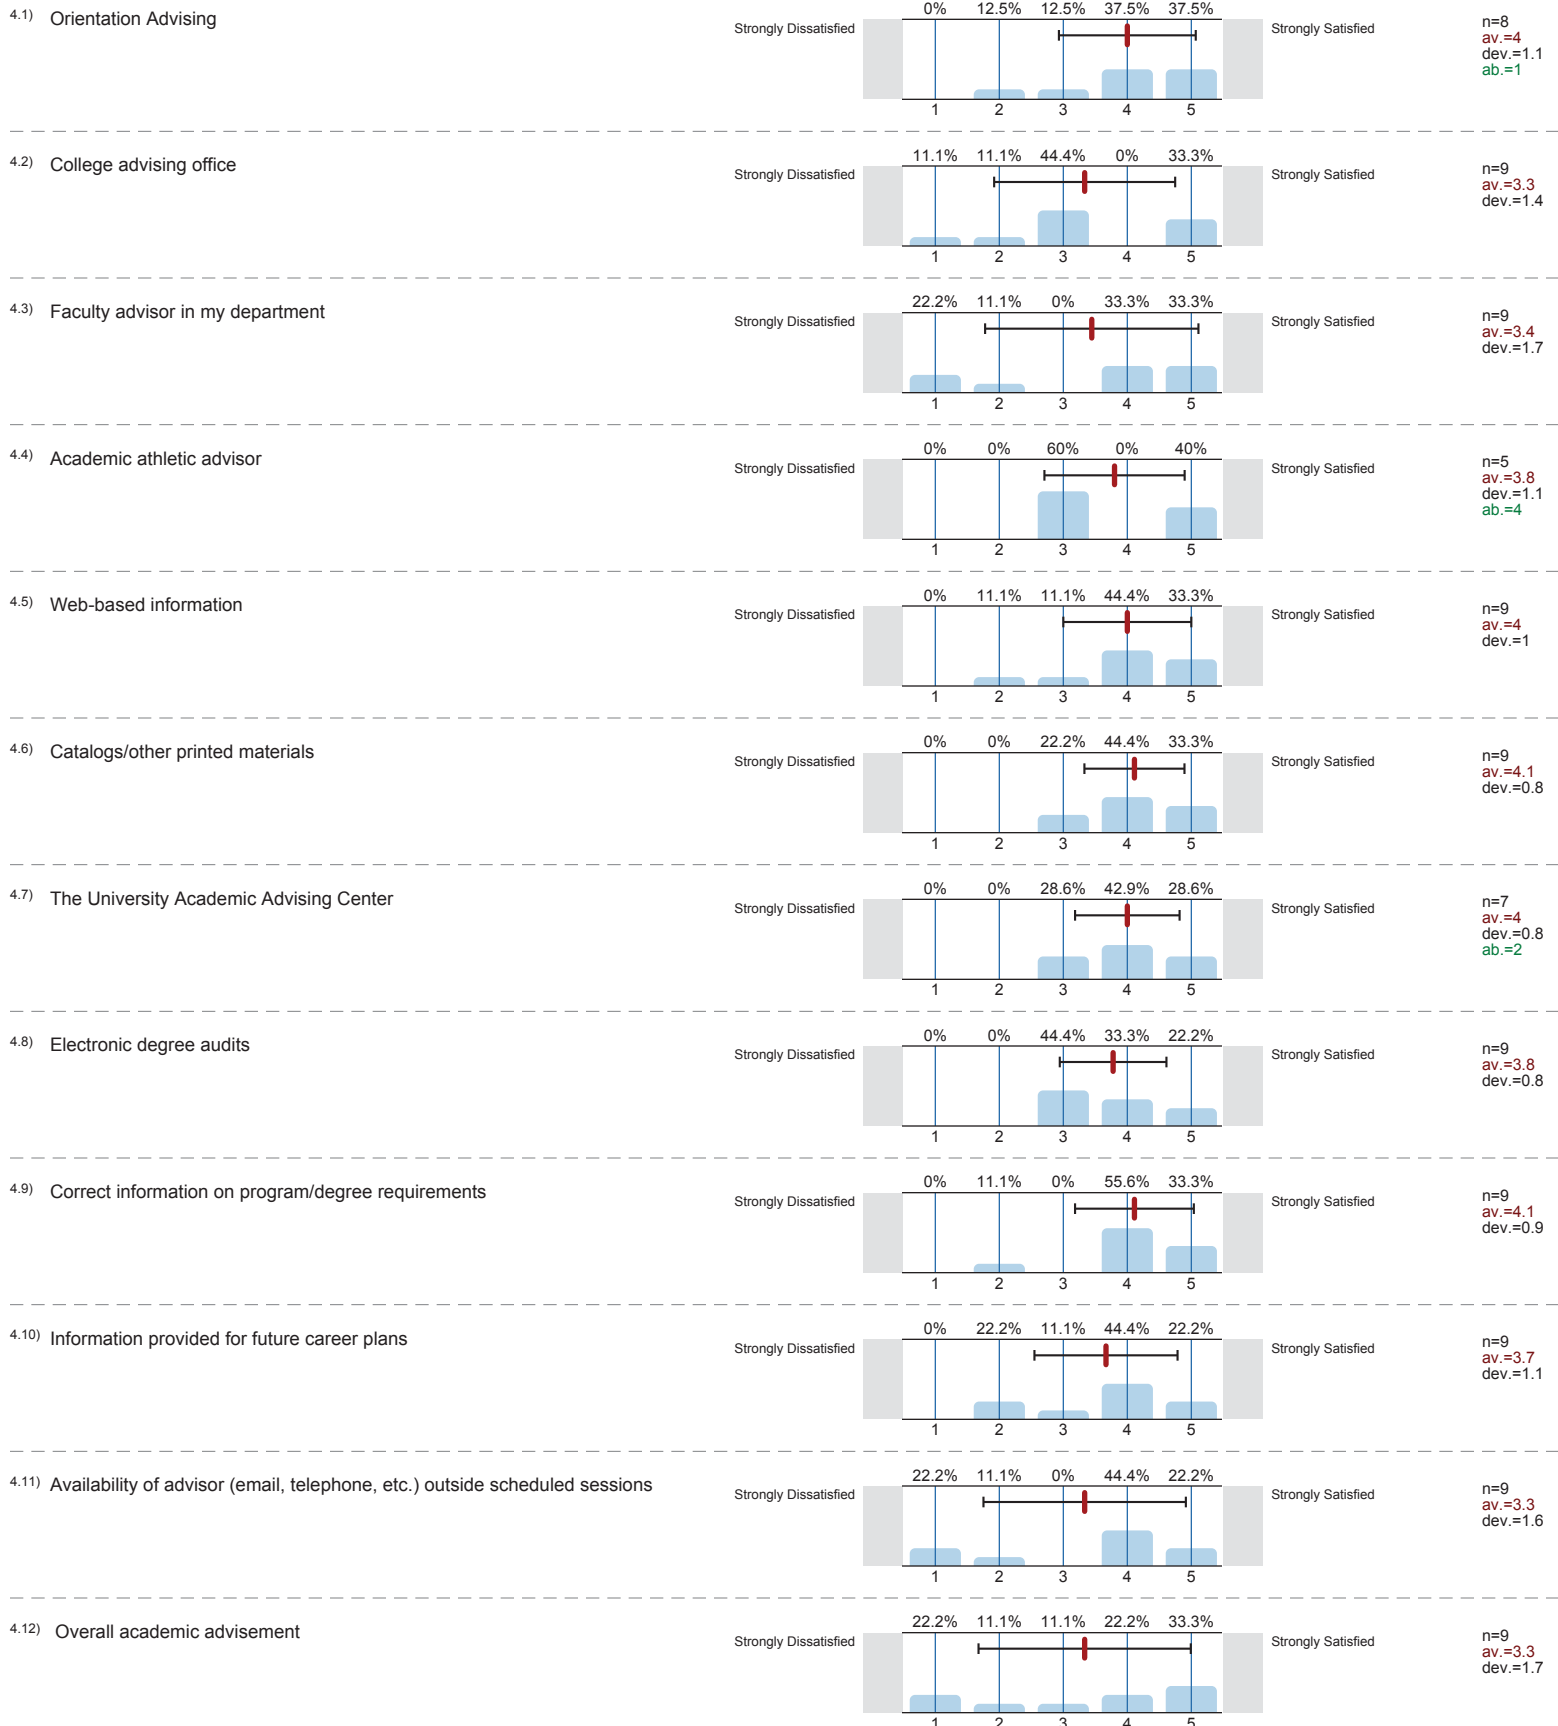 4.1) Orientation Advising
0% 12.5% 12.5% 37.5% 37.5%
Strongly Dissatisfied
Strongly Satisfied
1 2 3 4 5
n=8
av.=4
dev.=1.1
ab.=1
4.2) College advising office
11.1% 11.1% 44.4% 0% 33.3%
Strongly Dissatisfied
Strongly Satisfied
1 2 3 4 5
n=9
av.=3.3
dev.=1.4
4.3) Faculty advisor in my department
22.2% 11.1% 0% 33.3% 33.3%
Strongly Dissatisfied
Strongly Satisfied
1 2 3 4 5
n=9
av.=3.4
dev.=1.7
4.4) Academic athletic advisor
0% 0% 60% 0% 40%
Strongly Dissatisfied
Strongly Satisfied
1 2 3 4 5
n=5
av.=3.8
dev.=1.1
ab.=4
4.5) Web-based information
0% 11.1% 11.1% 44.4% 33.3%
Strongly Dissatisfied
Strongly Satisfied
1 2 3 4 5
n=9
av.=4
dev.=1
4.6) Catalogs/other printed materials
0% 0% 22.2% 44.4% 33.3%
Strongly Dissatisfied
Strongly Satisfied
1 2 3 4 5
n=9
av.=4.1
dev.=0.8
4.7) The University Academic Advising Center
0% 0% 28.6% 42.9% 28.6%
Strongly Dissatisfied
Strongly Satisfied
1 2 3 4 5
n=7
av.=4
dev.=0.8
ab.=2
4.8) Electronic degree audits
0% 0% 44.4% 33.3% 22.2%
Strongly Dissatisfied
Strongly Satisfied
1 2 3 4 5
n=9
av.=3.8
dev.=0.8
4.9) Correct information on program/degree requirements
0% 11.1% 0% 55.6% 33.3%
Strongly Dissatisfied
Strongly Satisfied
1 2 3 4 5
n=9
av.=4.1
dev.=0.9
4.10) Information provided for future career plans
0% 22.2% 11.1% 44.4% 22.2%
Strongly Dissatisfied
Strongly Satisfied
1 2 3 4 5
n=9
av.=3.7
dev.=1.1
4.11) Availability of advisor (email, telephone, etc.) outside scheduled sessions
22.2% 11.1% 0% 44.4% 22.2%
Strongly Dissatisfied
Strongly Satisfied
1 2 3 4 5
n=9
av.=3.3
dev.=1.6
4.12) Overall academic advisement
22.2% 11.1% 11.1% 22.2% 33.3%
Strongly Dissatisfied
Strongly Satisfied
1 2 3 4 5
n=9
av.=3.3
dev.=1.7